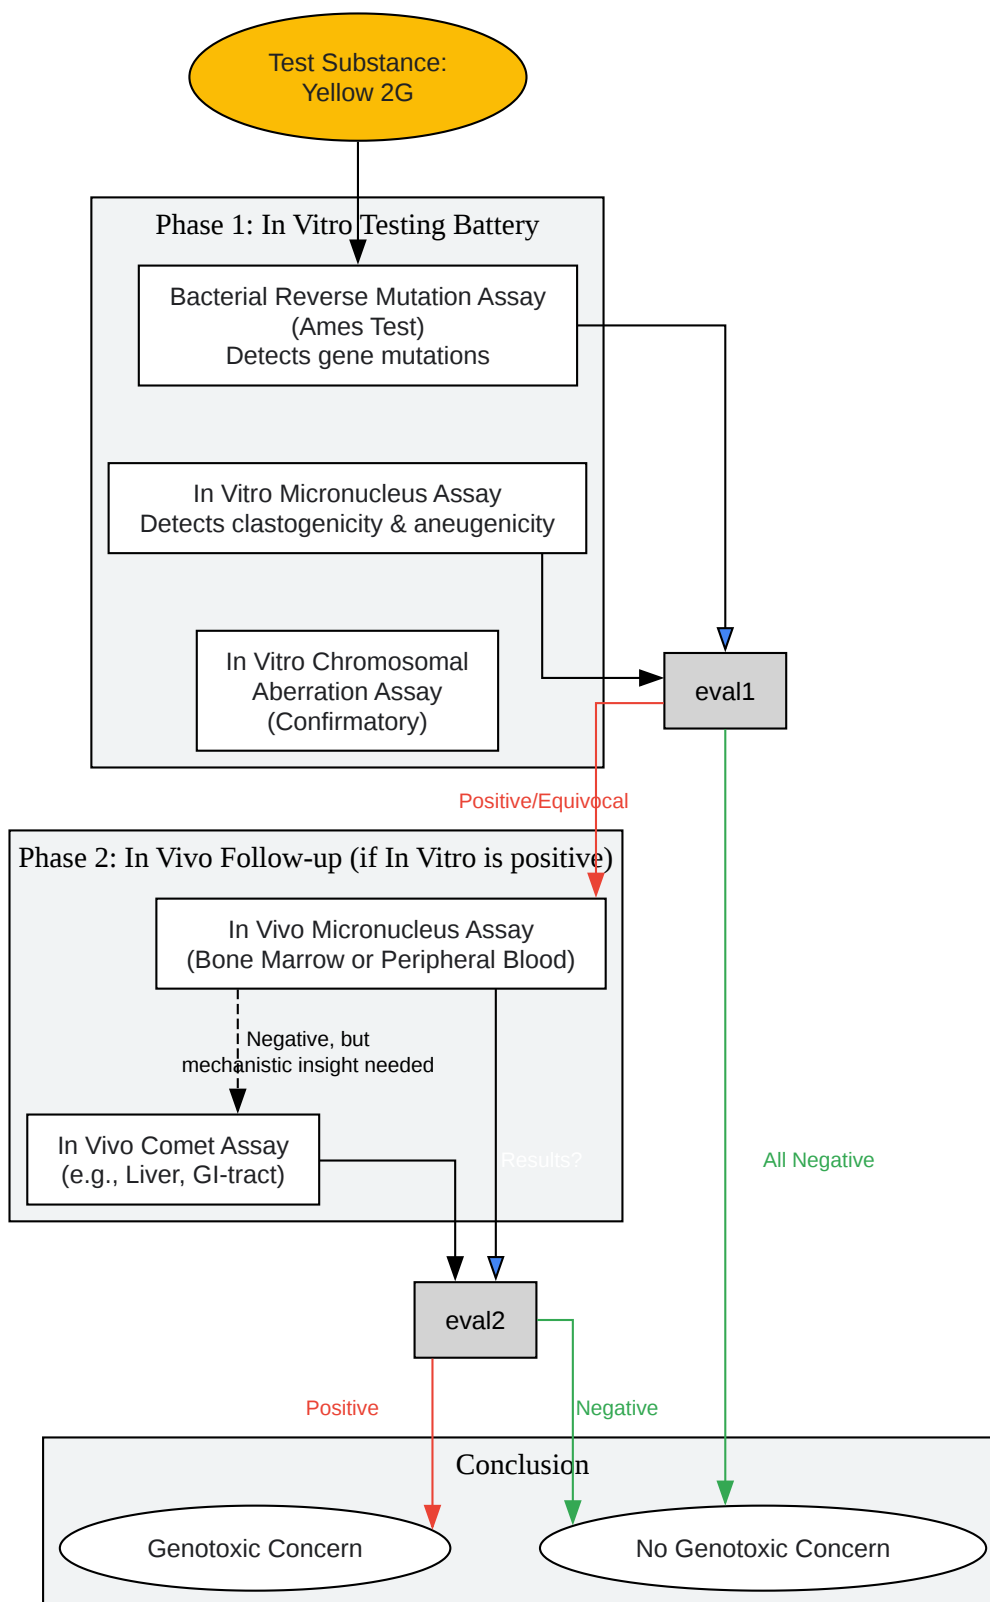 Test Substance:
Yellow 2G
Phase 1: In Vitro Testing Battery
Bacterial Reverse Mutation Assay
(Ames Test)
Detects gene mutations
In Vitro Micronucleus Assay
Detects clastogenicity & aneugenicity
In Vitro Chromosomal
Aberration Assay
(Confirmatory)
eval1
Positive/Equivocal
Phase 2: In Vivo Follow-up (if In Vitro is positive)
In Vivo Micronucleus Assay
(Bone Marrow or Peripheral Blood)
Negative, but
mechanistic insight needed
In Vivo Comet Assay
(e.g., Liver, GI-tract)
Results?
All Negative
eval2
Positive
Negative
Conclusion
Genotoxic Concern
No Genotoxic Concern